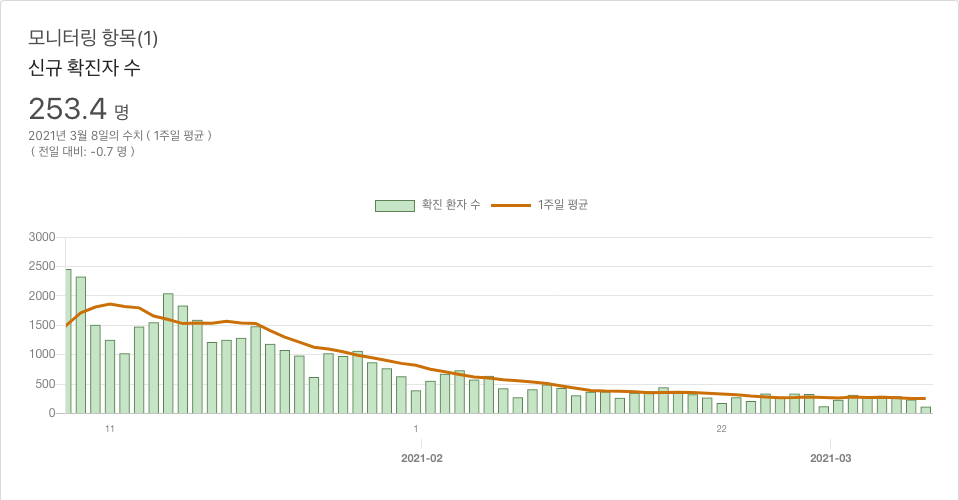 모니터링 항목(1)
신규 확진자 수
253.4 명
2021년 3월 8일의 수치 ( 1주일 평균 )
( 전일 대비: -0.7 명 )
확진 환자 수 1주일 평균
3000
2500
2000
1500
1000
500
0
11 1 22
2021-02 2021-03